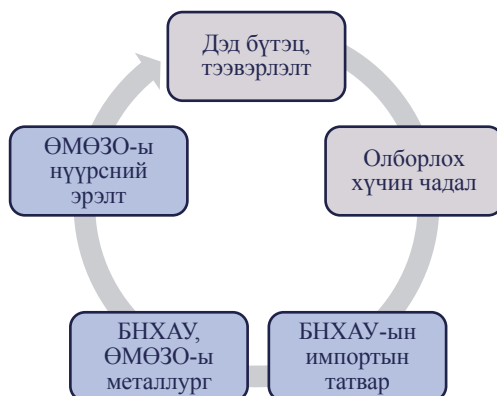 Дэд бүтэц,
тээвэрлэлт
Олборлох
хүчин чадал
БНХАУ-ын
импортын
татвар
БНХАУ,
ӨМӨЗО-ы
металлург
ӨМӨЗО-ы
нүүрсний
эрэлт